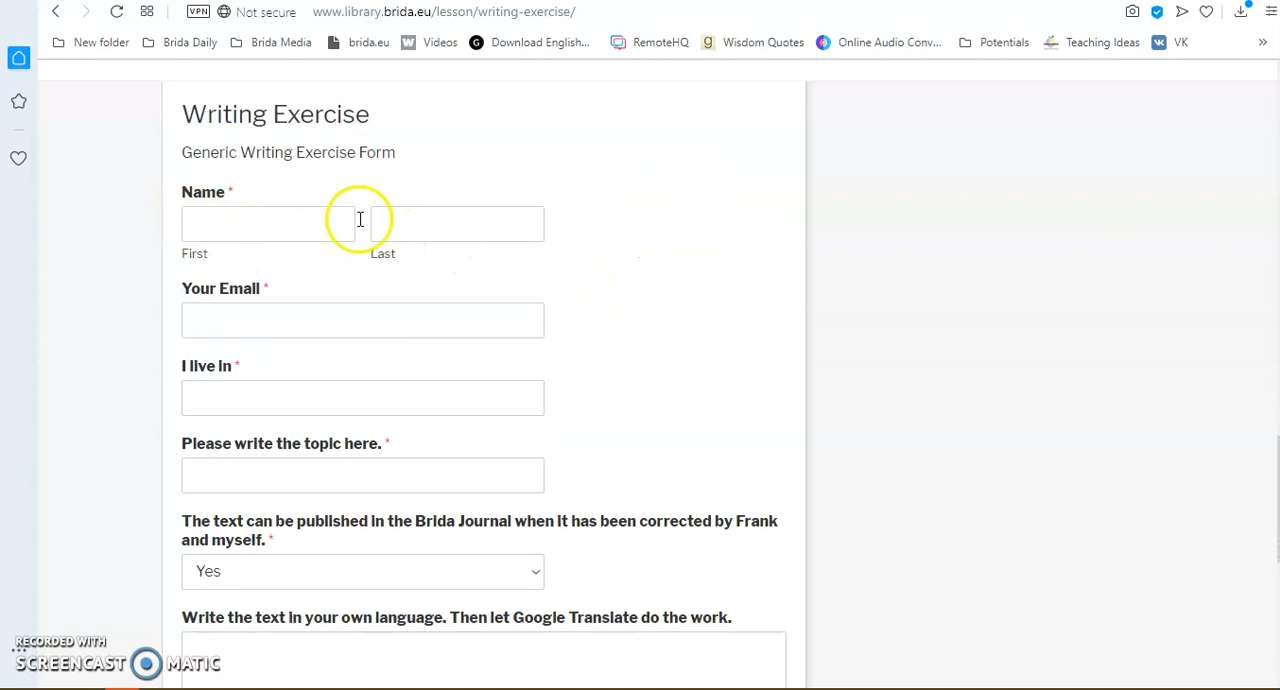 VPN Not secure www.library.brida.eu/lesson/writing-exercise/
New folder Brida Daily Brida Media brida.eu W Videos G Download English... RemoteHQ g Wisdom Quotes Online Audio Conv... Potentials Teaching Ideas VK »
Writing Exercise
Generic Writing Exercise Form
Name *
First Last
Your Email *
I live in *
Please write the topic here. *
The text can be published in the Brida Journal when it has been corrected by Frank
and myself. *
Yes
Write the text in your own language. Then let Google Translate do the work.
RECORDED WITH
SCREENCAST MATIC